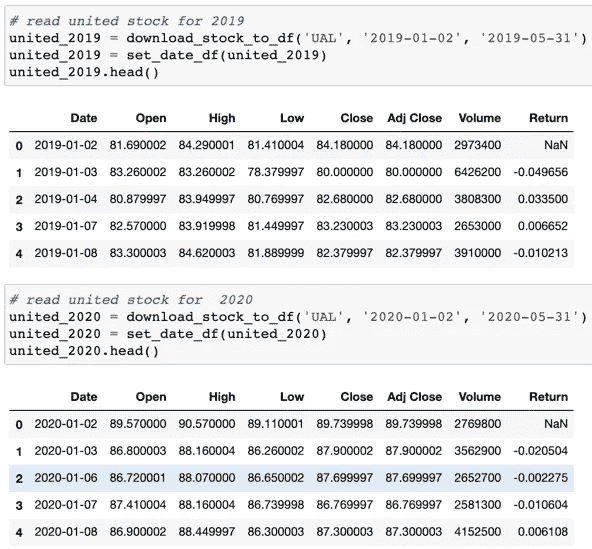 # read united stock for 2019
united_2019 = download_stock_to_df('UAL', '2019-01-02', '2019-05-31')
united_2019 = set_date_df(united_2019)
united_2019.head()
Date Open High Low Close Adj Close Volume Return
0 2019-01-02 81.690002 84.290001 81.410004 84.180000 84.180000 2973400 NaN
1 2019-01-03 83.260002 83.260002 78.379997 80.000000 80.000000 6426200 -0.049656
2 2019-01-04 80.879997 83.949997 80.769997 82.680000 82.680000 3808300 0.033500
3 2019-01-07 82.570000 83.919998 81.449997 83.230003 83.230003 2653000 0.006652
4 2019-01-08 83.300003 84.620003 81.889999 82.379997 82.379997 3910000 -0.010213
# read united stock for  2020
united_2020 = download_stock_to_df('UAL', '2020-01-02', '2020-05-31')
united_2020 = set_date_df(united_2020)
united_2020.head()
Date Open High Low Close Adj Close Volume Return
0 2020-01-02 89.570000 90.570000 89.110001 89.739998 89.739998 2769800 NaN
1 2020-01-03 86.800003 88.160004 86.260002 87.900002 87.900002 3562900 -0.020504
2 2020-01-06 86.720001 88.070000 86.650002 87.699997 87.699997 2652700 -0.002275
3 2020-01-07 87.410004 88.160004 86.739998 86.769997 86.769997 2581300 -0.010604
4 2020-01-08 86.900002 88.449997 86.300003 87.300003 87.300003 4152500 0.006108